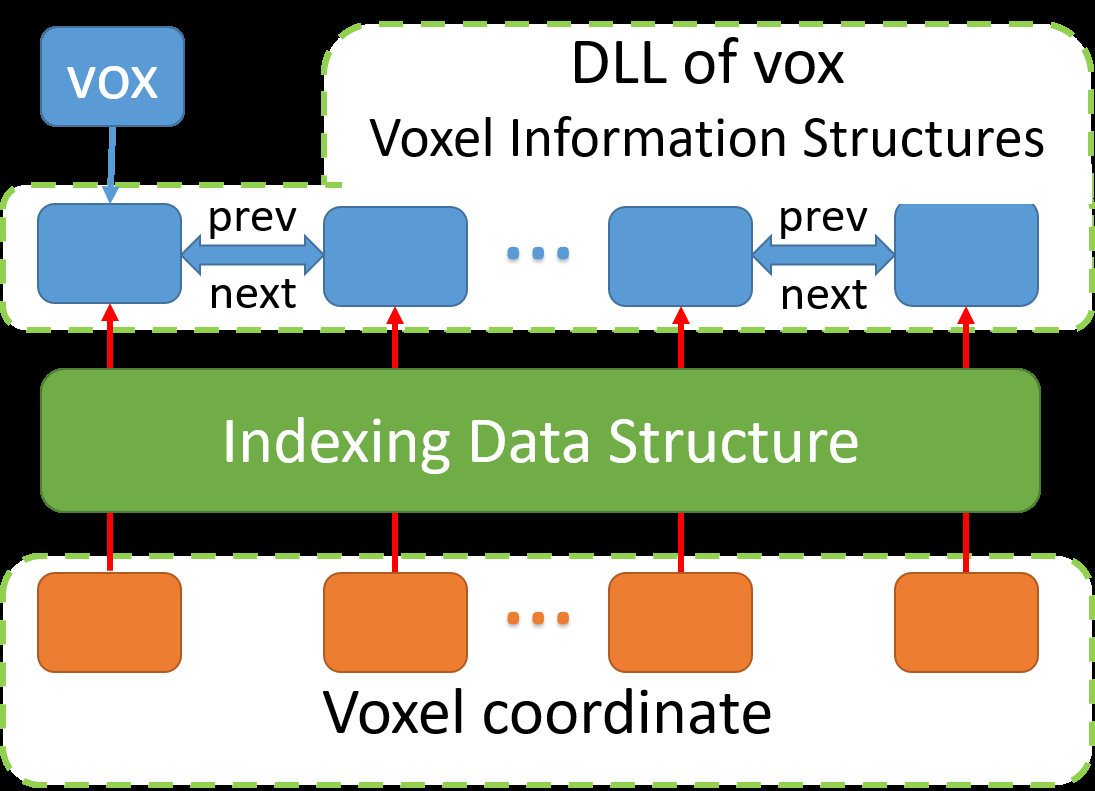 vox
DLL of vox
Voxel Information Structures
prev
...
prev
next
next
Indexing Data Structure
...
Voxel coordinate